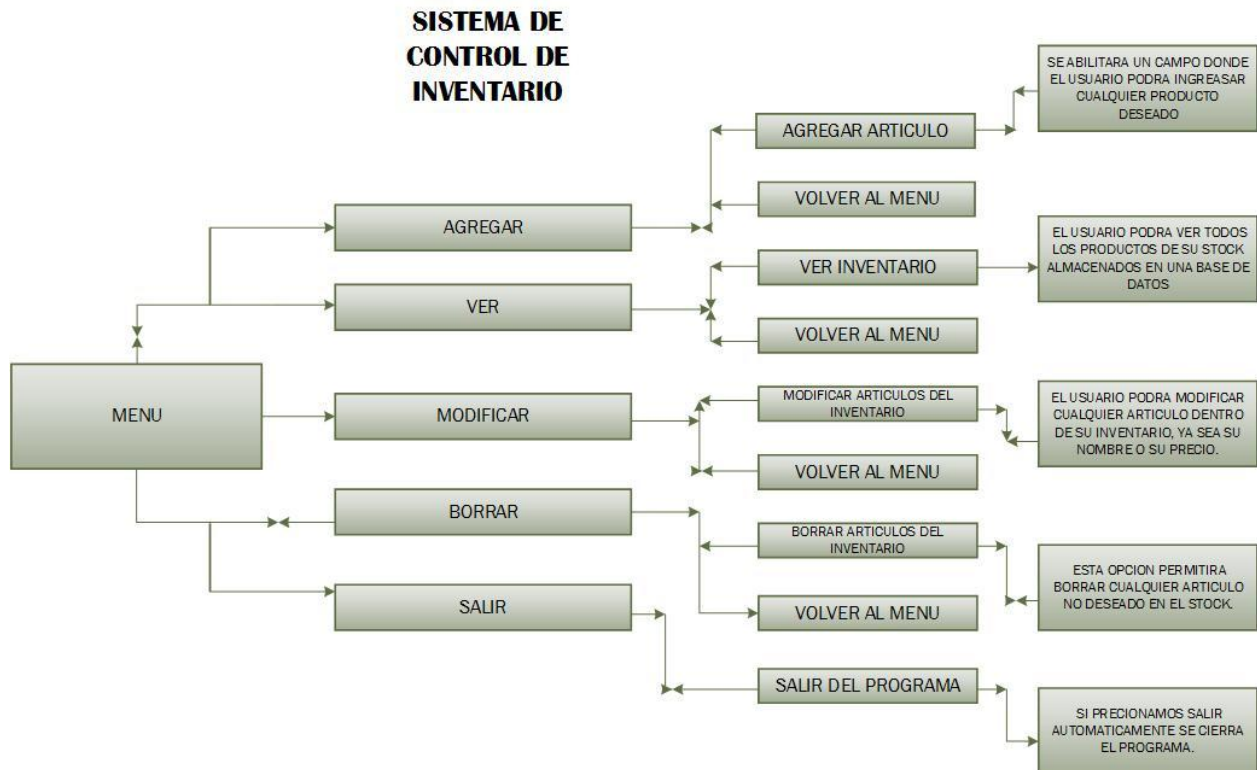 SISTEMA DE
CONTROL DE
INVENTARIO
SE ABILITARA UN CAMPO DONDE
EL USUARIO PODRA INGREASAR
CUALQUIER PRODUCTO
DESEADO
AGREGAR ARTICULO
VOLVER AL MENU
AGREGAR
EL USUARIO PODRA VER TODOS
LOS PRODUCTOS DE SU STOCK
ALMACENADOS EN UNA BASE DE
DATOS
VER INVENTARIO
VER
VOLVER AL MENU
MENU
MODIFICAR
MODIFICAR ARTICULOS DEL
INVENTARIO
EL USUARIO PODRA MODIFICAR
CUALQUIER ARTICULO DENTRO
DE SU INVENTARIO, YA SEA SU
NOMBRE O SU PRECIO.
VOLVER AL MENU
BORRAR
BORRAR ARTICULOS DEL
INVENTARIO
ESTA OPCION PERMITIRA
BORRAR CUALQUIER ARTICULO
NO DESEADO EN EL STOCK.
VOLVER AL MENU
SALIR
SALIR DEL PROGRAMA
SI PRECIONAMOS SALIR
AUTOMATICAMENTE SE CIERRA
EL PROGRAMA.